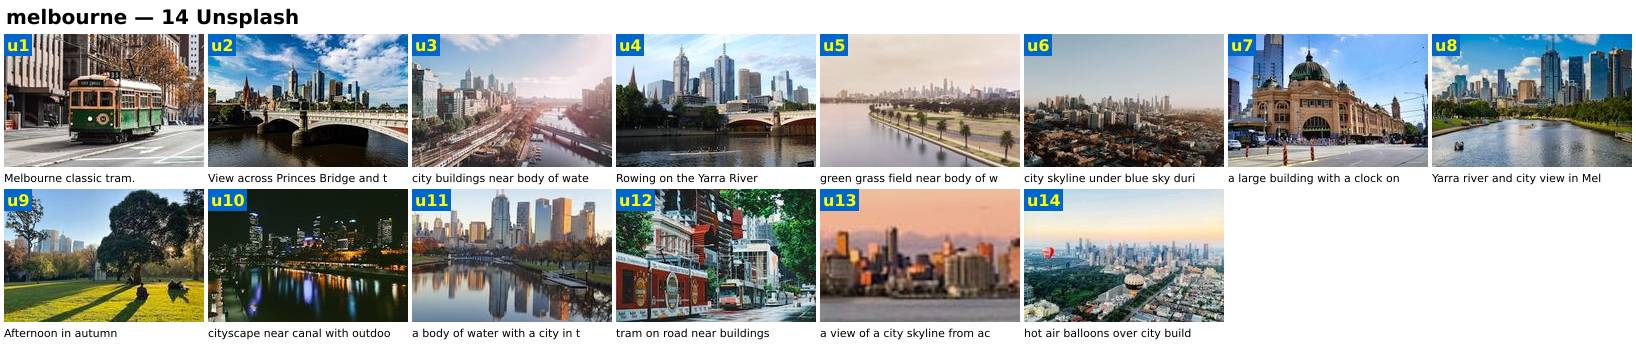 melbourne — 14 Unsplash
u1
u2
u3
u4
u5
u6
u7
u8
Melbourne classic tram.
View across Princes Bridge and t
city buildings near body of wate
Rowing on the Yarra River
green grass field near body of w
city skyline under blue sky duri
a large building with a clock on
Yarra river and city view in Mel
u9
u10
u11
u12
u13
u14
Afternoon in autumn
cityscape near canal with outdoo
a body of water with a city in t
tram on road near buildings
a view of a city skyline from ac
hot air balloons over city build